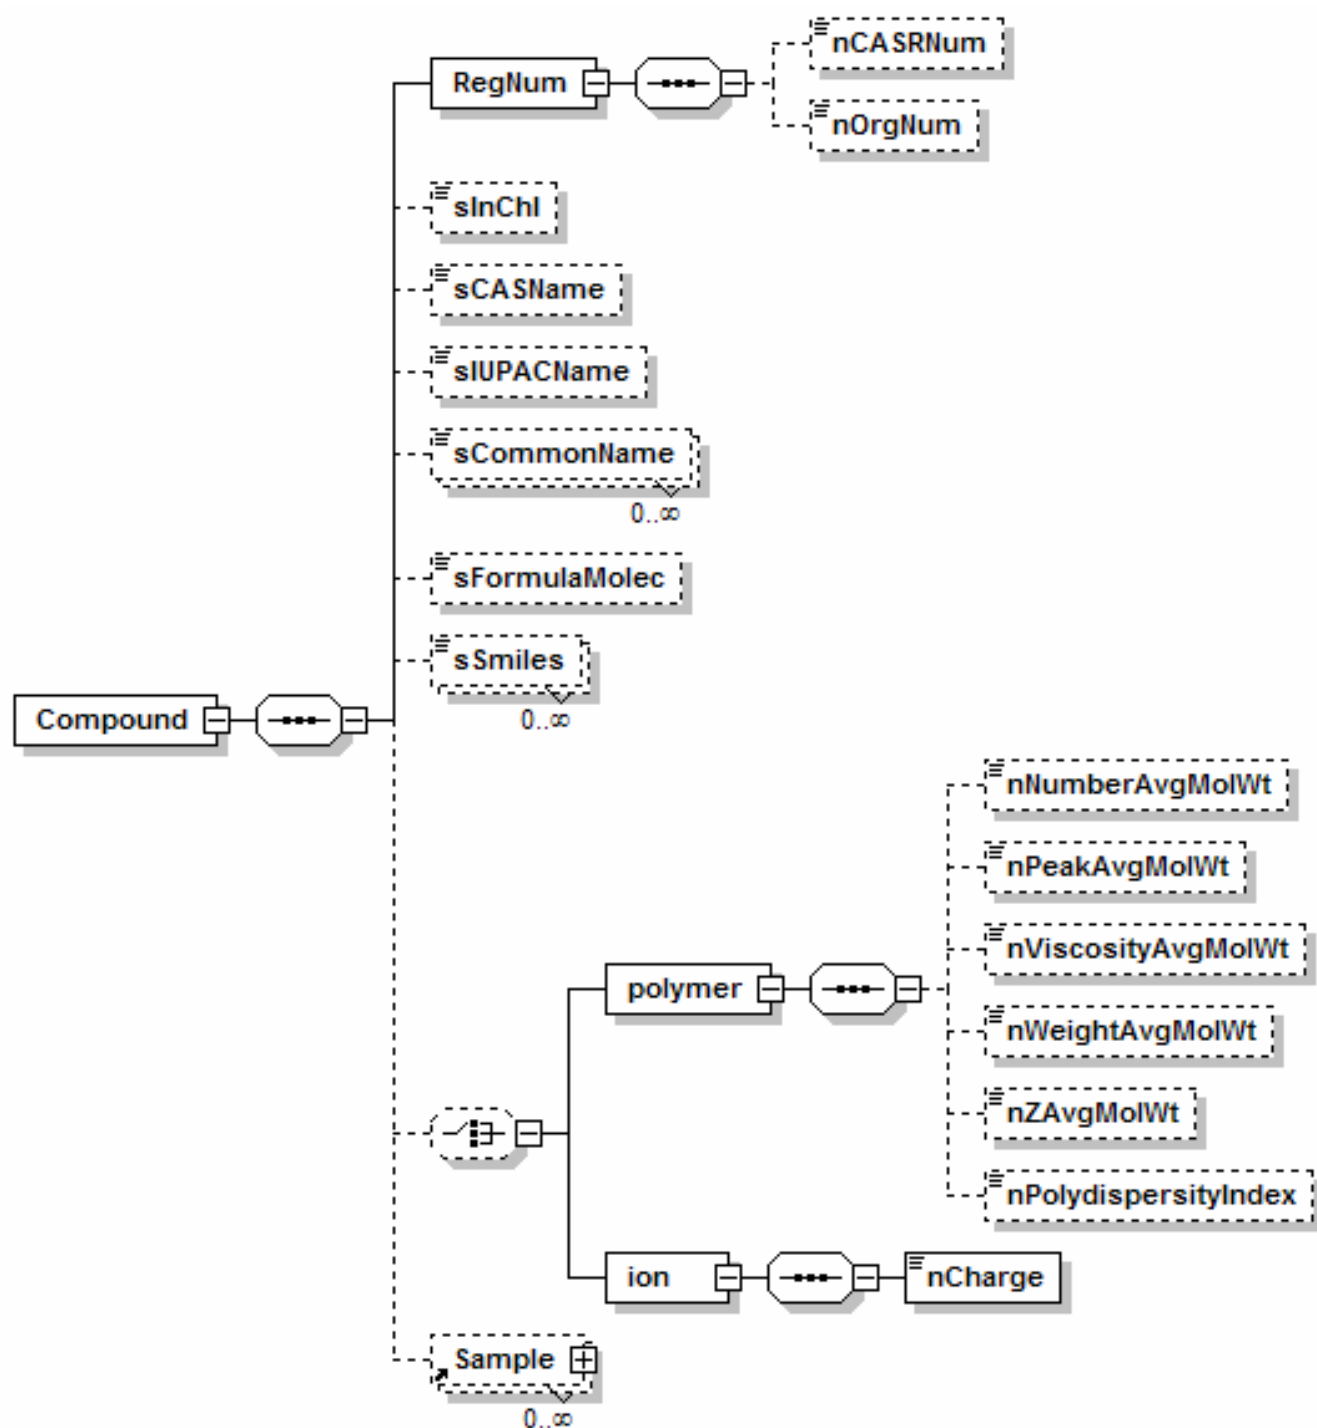 nCASRNum
RegNum
nOrgNum
sInChI
sCASName
sIUPACName
sCommonName
0..∞
sFormulaMolec
sSmiles
0..∞
Compound
nNumberAvgMolWt
nPeakAvgMolWt
nViscosityAvgMolWt
polymer
nWeightAvgMolWt
nZAvgMolWt
nPolydispersityIndex
ion
nCharge
Sample
0..∞